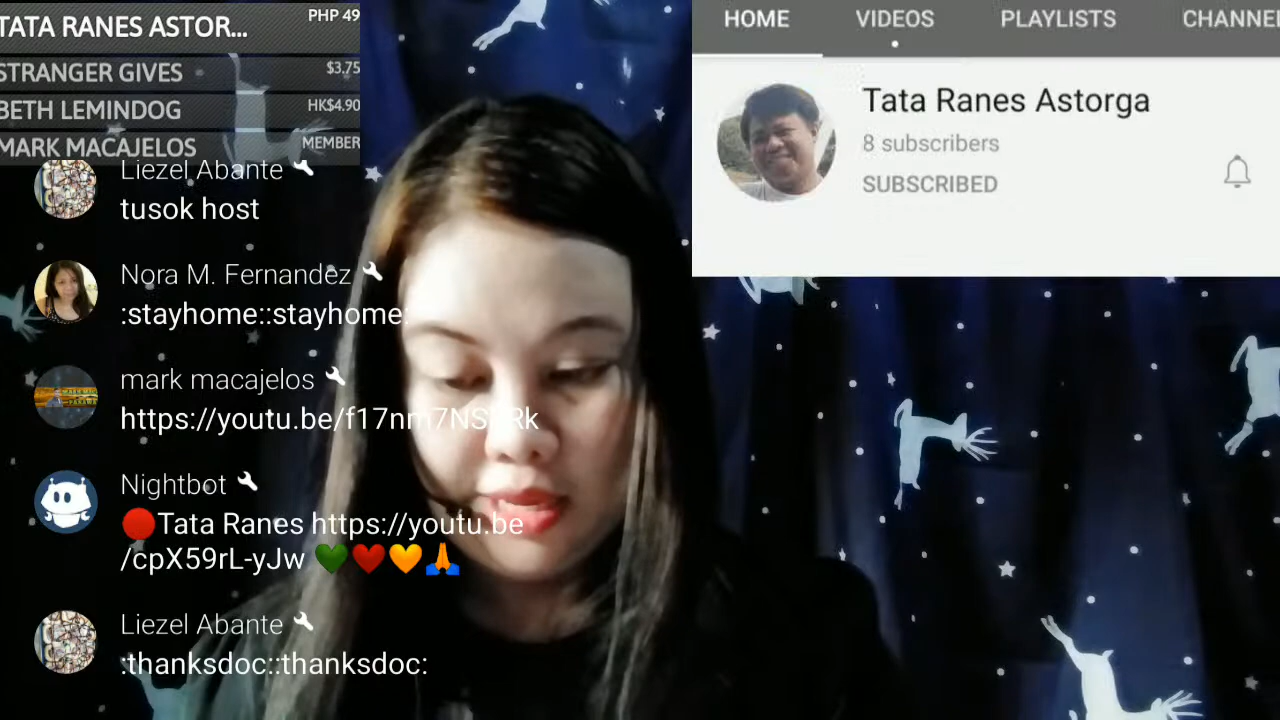 TATA RANES ASTOR... PHP 49
STRANGER GIVES $3.75
BETH LEMINDOG HK$4.90
MARK MACAJELOS MEMBER
Liezel Abante
tusok host
Nora M. Fernandez
:stayhome::stayhome:
mark macajelos
Nightbot
🔴Tata Ranes https://youtu.be
/cpX59rL-yJw 💚❤️🧡🙏
Liezel Abante
:thanksdoc::thanksdoc:
HOME VIDEOS PLAYLISTS CHANNE
Tata Ranes Astorga
8 subscribers
SUBSCRIBED